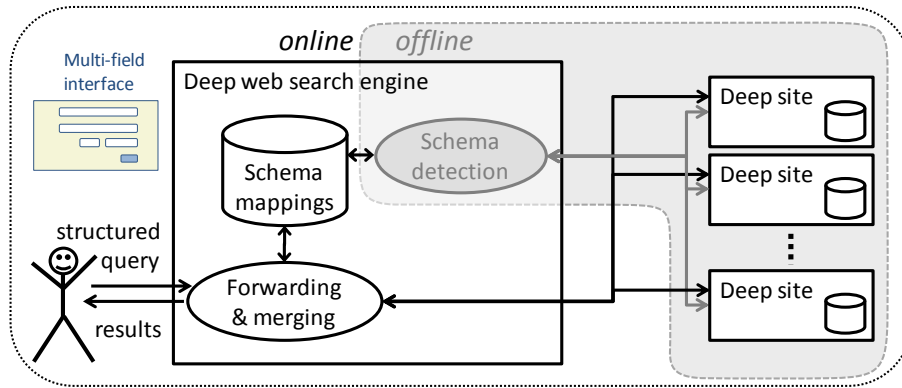 online offline
Multi-field
interface
Deep web search engine
Deep site
Schema
detection
Schema
mappings
Deep site
structured
query
Forwarding
& merging
results
Deep site